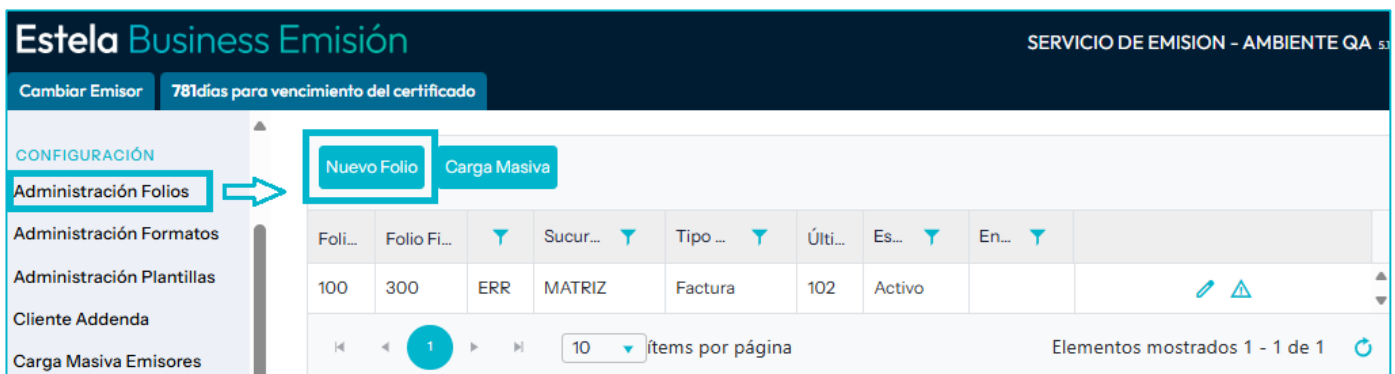 Estela Business Emisión
SERVICIO DE EMISION - AMBIENTE QA
Cambiar Emisor 781días para vencimiento del certificado
CONFIGURACIÓN
Administración Folios
Administración Formatos
Administración Plantillas
Cliente Addenda
Carga Masiva Emisores
Nuevo Folio Carga Masiva
Foli... Folio Fi... Sucur... Tipo ... Últi... Es... En...
100 300 ERR MATRIZ Factura 102 Activo
1 10 ítems por página Elementos mostrados 1 - 1 de 1